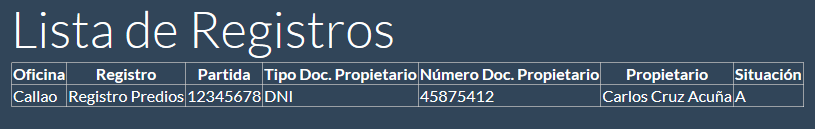 Lista de Registros
Oficina Registro Partida Tipo Doc. Propietario Número Doc. Propietario Propietario Situación
Callao Registro Predios 12345678 DNI 45875412 Carlos Cruz Acuña A